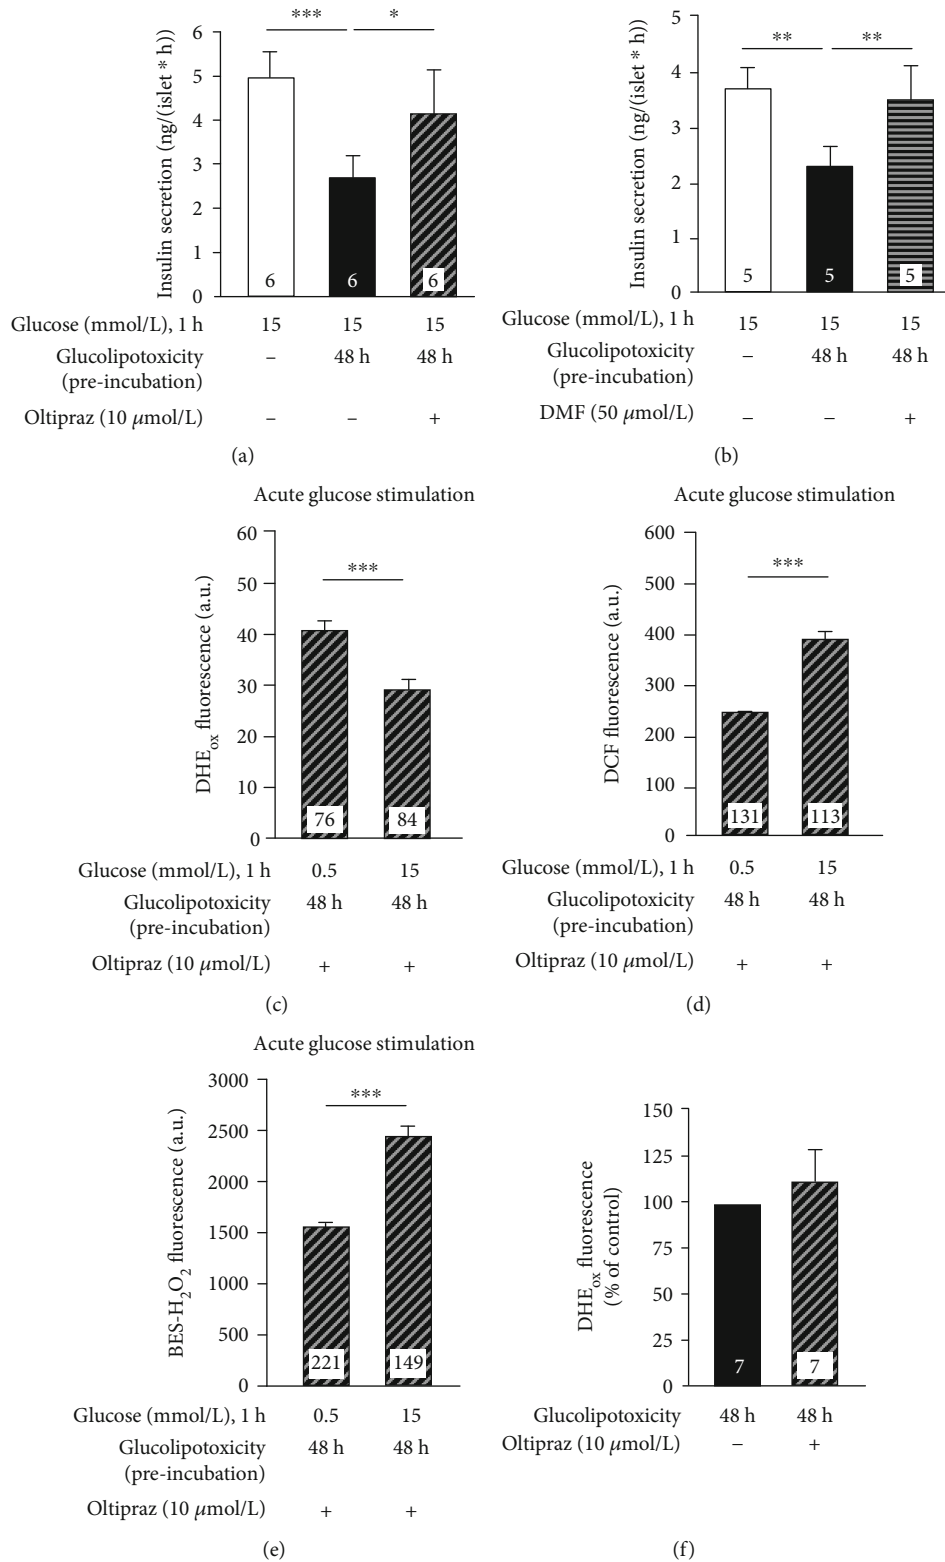 *** *
Insulin secretion (ng/(islet * h))
6
5
4
3
2
1
0
6 6 6
Glucose (mmol/L), 1 h 15 15 15
Glucolipotoxicity – 48 h 48 h
(pre-incubation)
Oltipraz (10 μmol/L) – – +
(a)
** **
Insulin secretion (ng/(islet * h))
5
4
3
2
1
0
5 5 5
Glucose (mmol/L), 1 h 15 15 15
Glucolipotoxicity – 48 h 48 h
(pre-incubation)
DMF (50 μmol/L) – – +
(b)
Acute glucose stimulation
***
DHEox fluorescence (a.u.)
60
50
40
30
20
10
0
76 84
Glucose (mmol/L), 1 h 0.5 15
Glucolipotoxicity 48 h 48 h
(pre-incubation)
Oltipraz (10 μmol/L) + +
(c)
Acute glucose stimulation
***
DCF fluorescence (a.u.)
600
500
400
300
200
100
0
131 113
Glucose (mmol/L), 1 h 0.5 15
Glucolipotoxicity 48 h 48 h
(pre-incubation)
Oltipraz (10 μmol/L) + +
(d)
Acute glucose stimulation
***
BES-H₂O₂ fluorescence (a.u.)
3000
2500
2000
1500
1000
500
0
221 149
Glucose (mmol/L), 1 h 0.5 15
Glucolipotoxicity 48 h 48 h
(pre-incubation)
Oltipraz (10 μmol/L) + +
(e)
DHEox fluorescence
(% of control)
150
125
100
75
50
25
0
7 7
Glucolipotoxicity 48 h 48 h
Oltipraz (10 μmol/L) – +
(f)